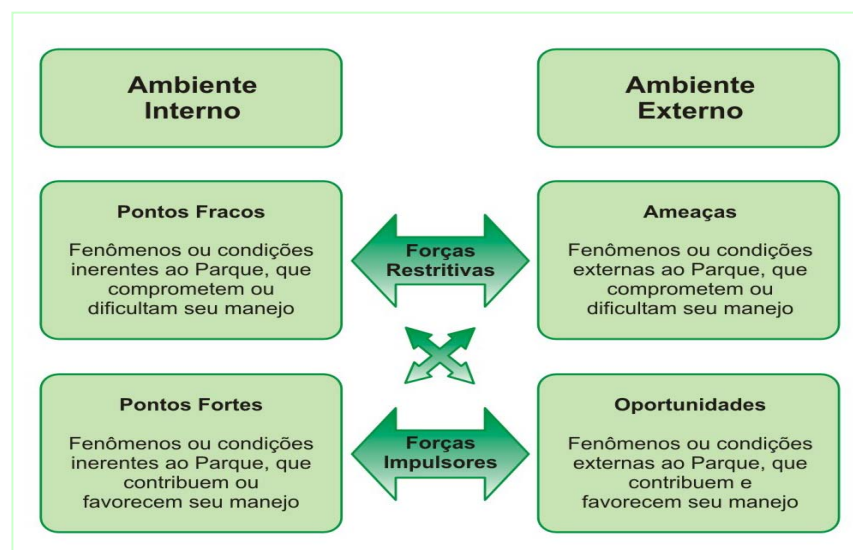 Ambiente
Interno
Ambiente
Externo
Pontos Fracos
Fenômenos ou condições
inerentes ao Parque, que
comprometem ou
dificultam seu manejo
Forças
Restritivas
Ameaças
Fenômenos ou condições
externas ao Parque, que
comprometem ou
dificultam seu manejo
Pontos Fortes
Fenômenos ou condições
inerentes ao Parque, que
contribuem ou
favorecem seu manejo
Forças
Impulsores
Oportunidades
Fenômenos ou condições
externas ao Parque, que
contribuem e
favorecem seu manejo